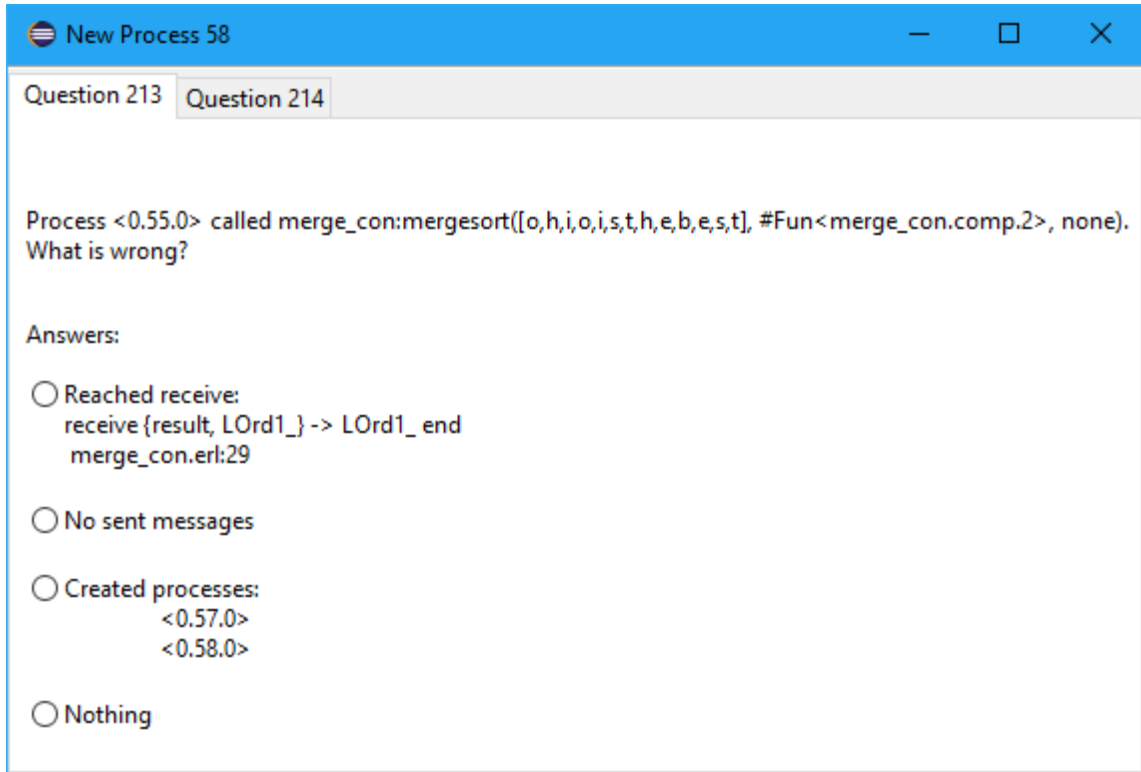 New Process 58
Question 213 Question 214
Process <0.55.0> called merge_con:mergesort([o,h,i,o,i,s,t,h,e,b,e,s,t], #Fun<merge_con.comp.2>, none).
What is wrong?
Answers:
Reached receive:
receive {result, LOrd1_} -> LOrd1_ end
merge_con.erl:29
No sent messages
Created processes:
<0.57.0>
<0.58.0>
Nothing